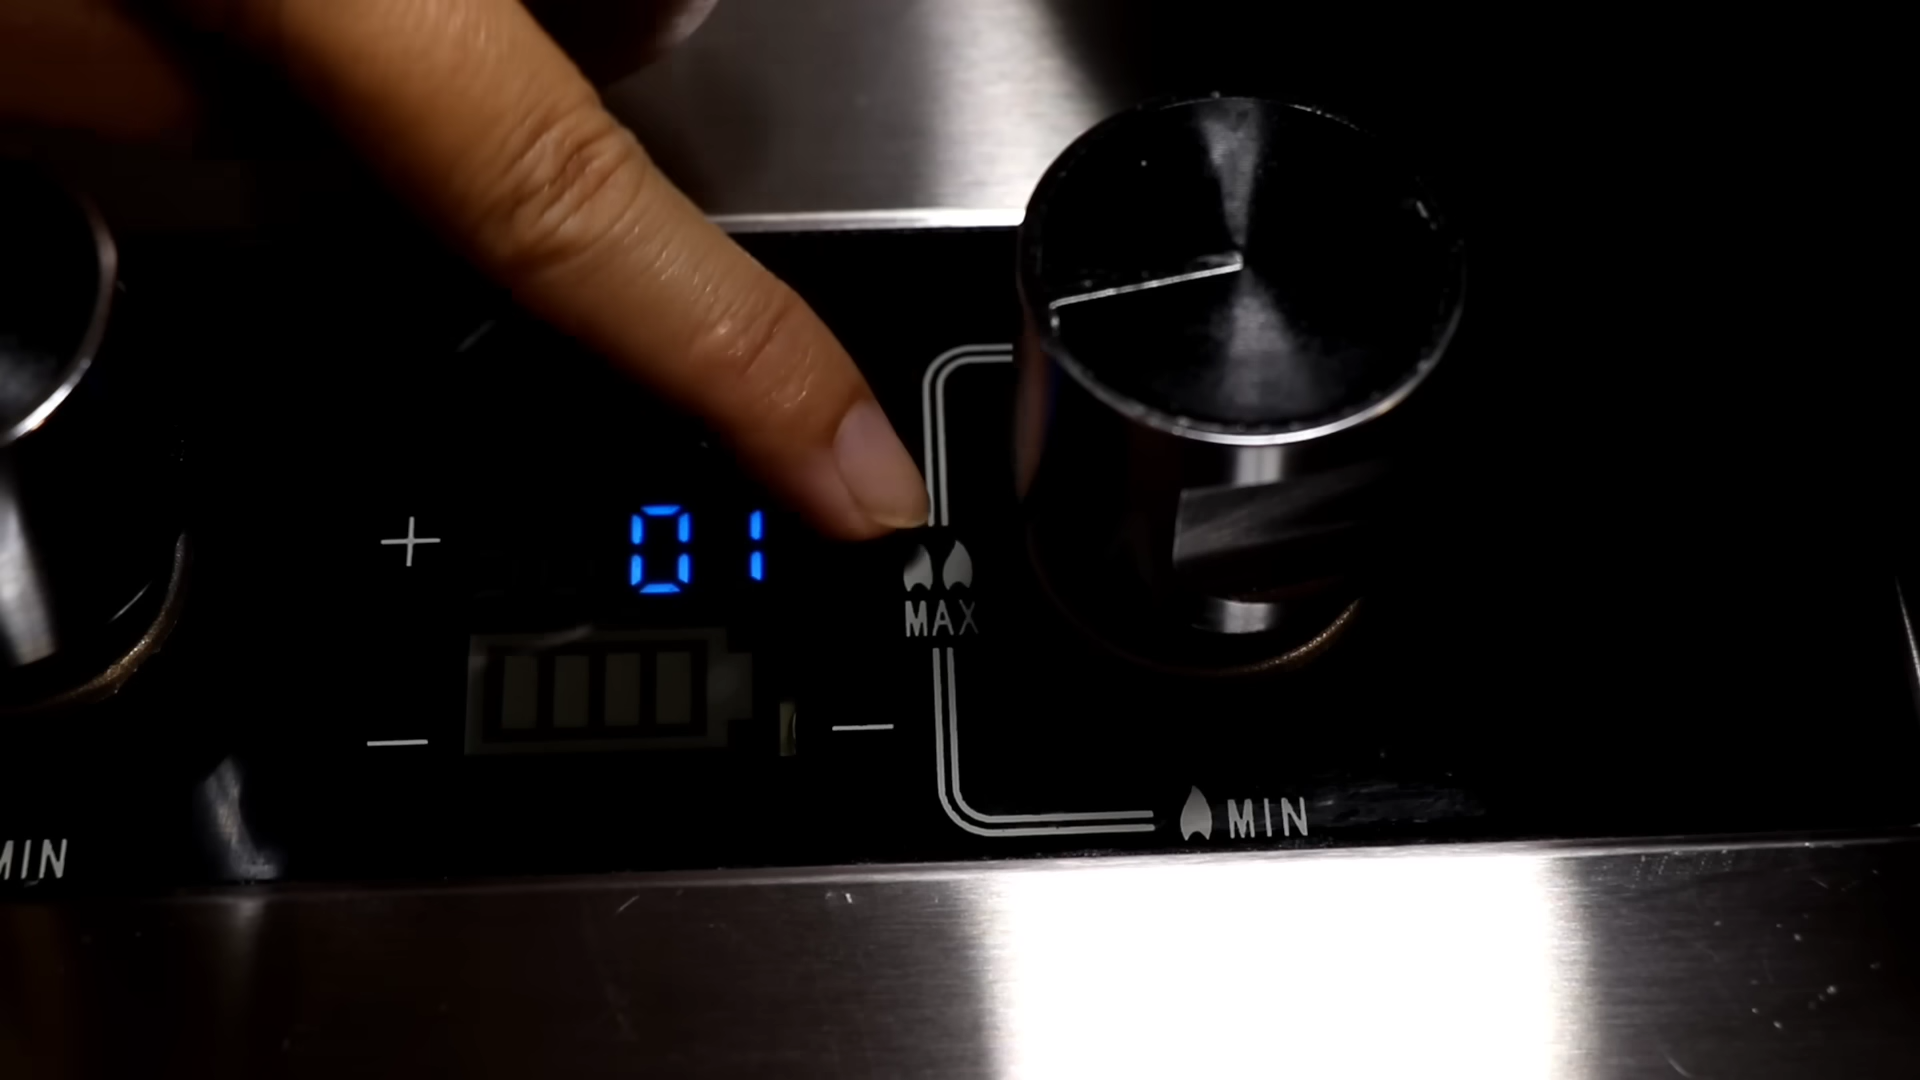 + 01
MAX
— —
MIN
MIN